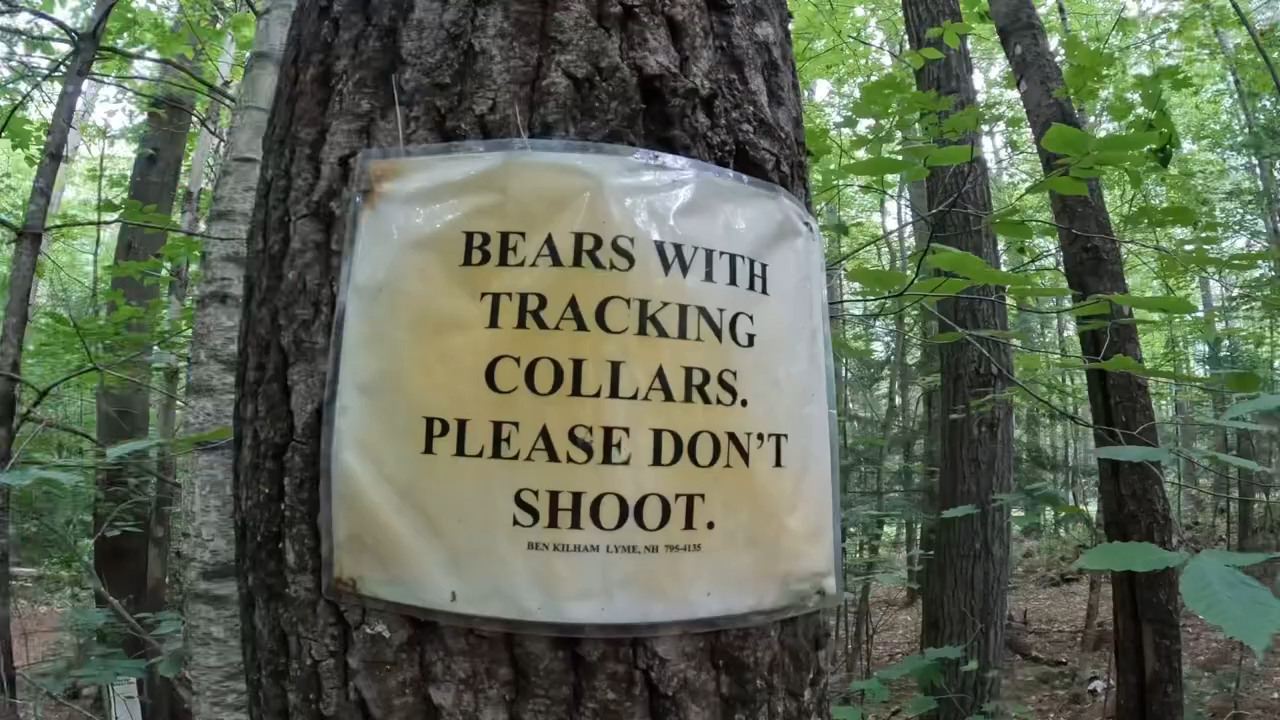 BEARS WITH
TRACKING
COLLARS.
PLEASE DON'T
SHOOT.
BEN KILHAM LYME, NH 795-4135